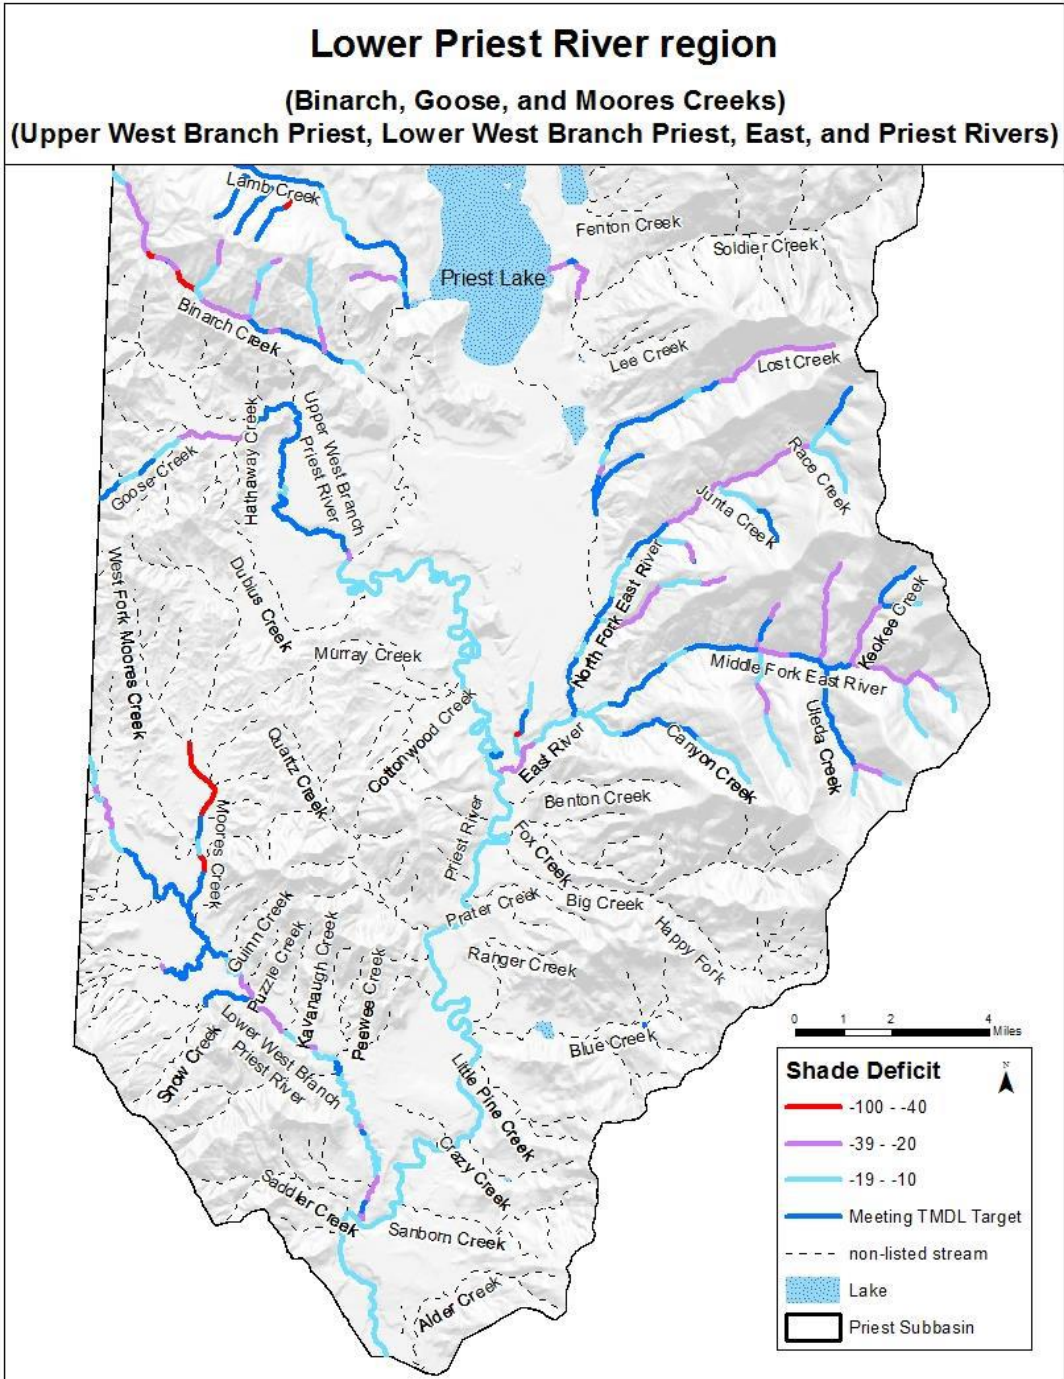 Lower Priest River region
(Binarch, Goose, and Moores Creeks)
(Upper West Branch Priest, Lower West Branch Priest, East, and Priest Rivers)
Lamb Creek
Fenton Creek
Soldier Creek
Priest Lake
Binarch Creek
Lee Creek
Lost Creek
Hathaway Creek
Upper West Branch
Priest River
Goose Creek
Race Creek
Junta Creek
West Fork Moores Creek
Dubius Creek
North Fork East River
Keokee Creek
Murray Creek
Middle Fork East River
Cottonwood Creek
Uleda Creek
Quartz Creek
East River
Canyon Creek
Benton Creek
Moores Creek
Priest River
Fox Creek
Prater Creek
Big Creek
Happy Fork
Guinn Creek
Puzzle Creek
Kavanaugh Creek
Peewee Creek
Ranger Creek
Snow Creek
Lower West Branch
Priest River
Blue Creek
Little Pine Creek
Crazy Creek
Saddler Creek
Sanborn Creek
Alder Creek
0 1 2 4
Miles
Shade Deficit
N
-100 - -40
-39 - -20
-19 - -10
Meeting TMDL Target
non-listed stream
Lake
Priest Subbasin